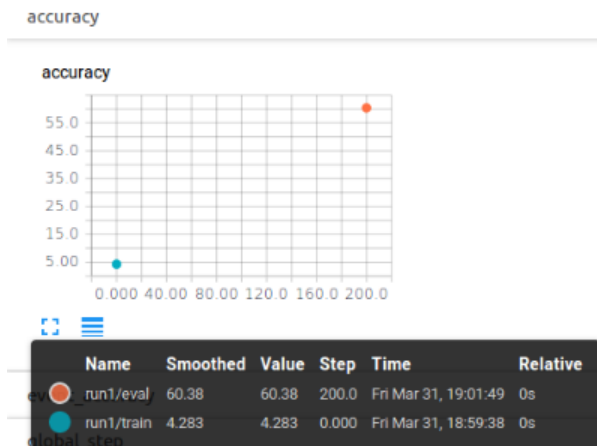 accuracy
accuracy
55.0
45.0
35.0
25.0
15.0
5.00
0.000 40.00 80.00 120.0 160.0 200.0
Name Smoothed Value Step Time Relative
run1/eval 60.38 60.38 200.0 Fri Mar 31, 19:01:49 0s
run1/train 4.283 4.283 0.000 Fri Mar 31, 18:59:38 0s
global_step